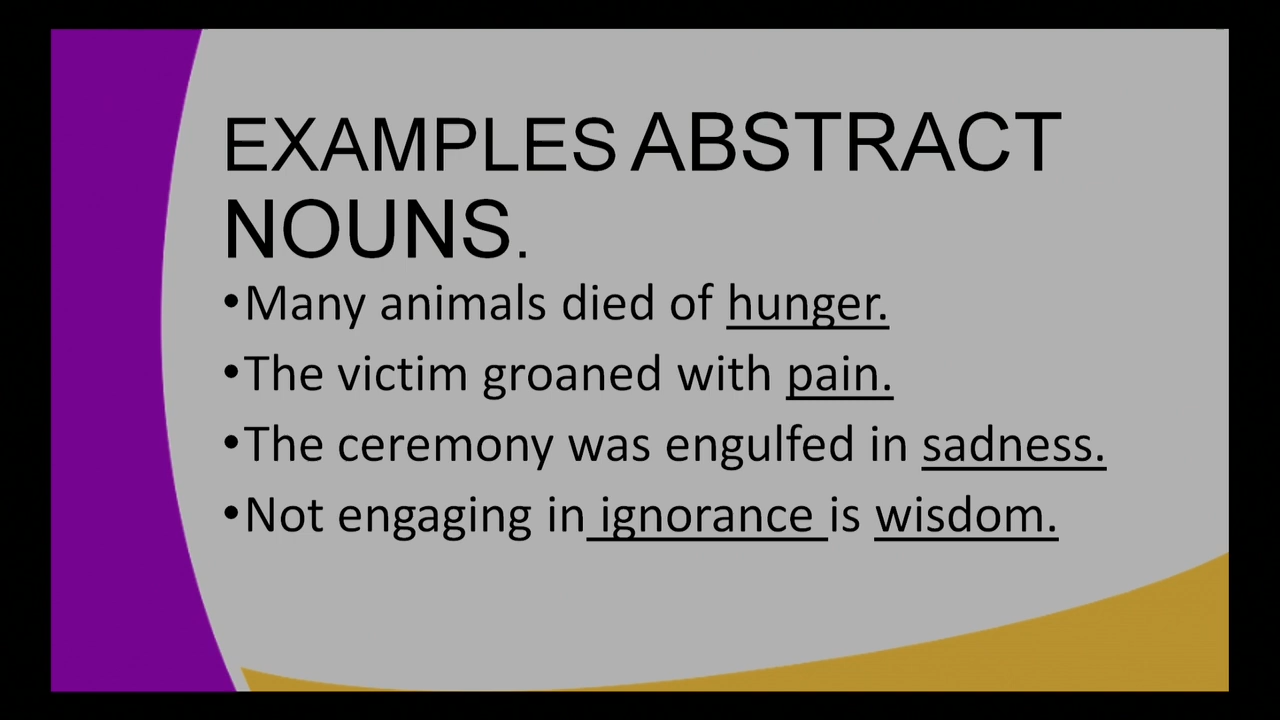 EXAMPLES ABSTRACT
NOUNS.
•Many animals died of hunger.
•The victim groaned with pain.
•The ceremony was engulfed in sadness.
•Not engaging in ignorance is wisdom.